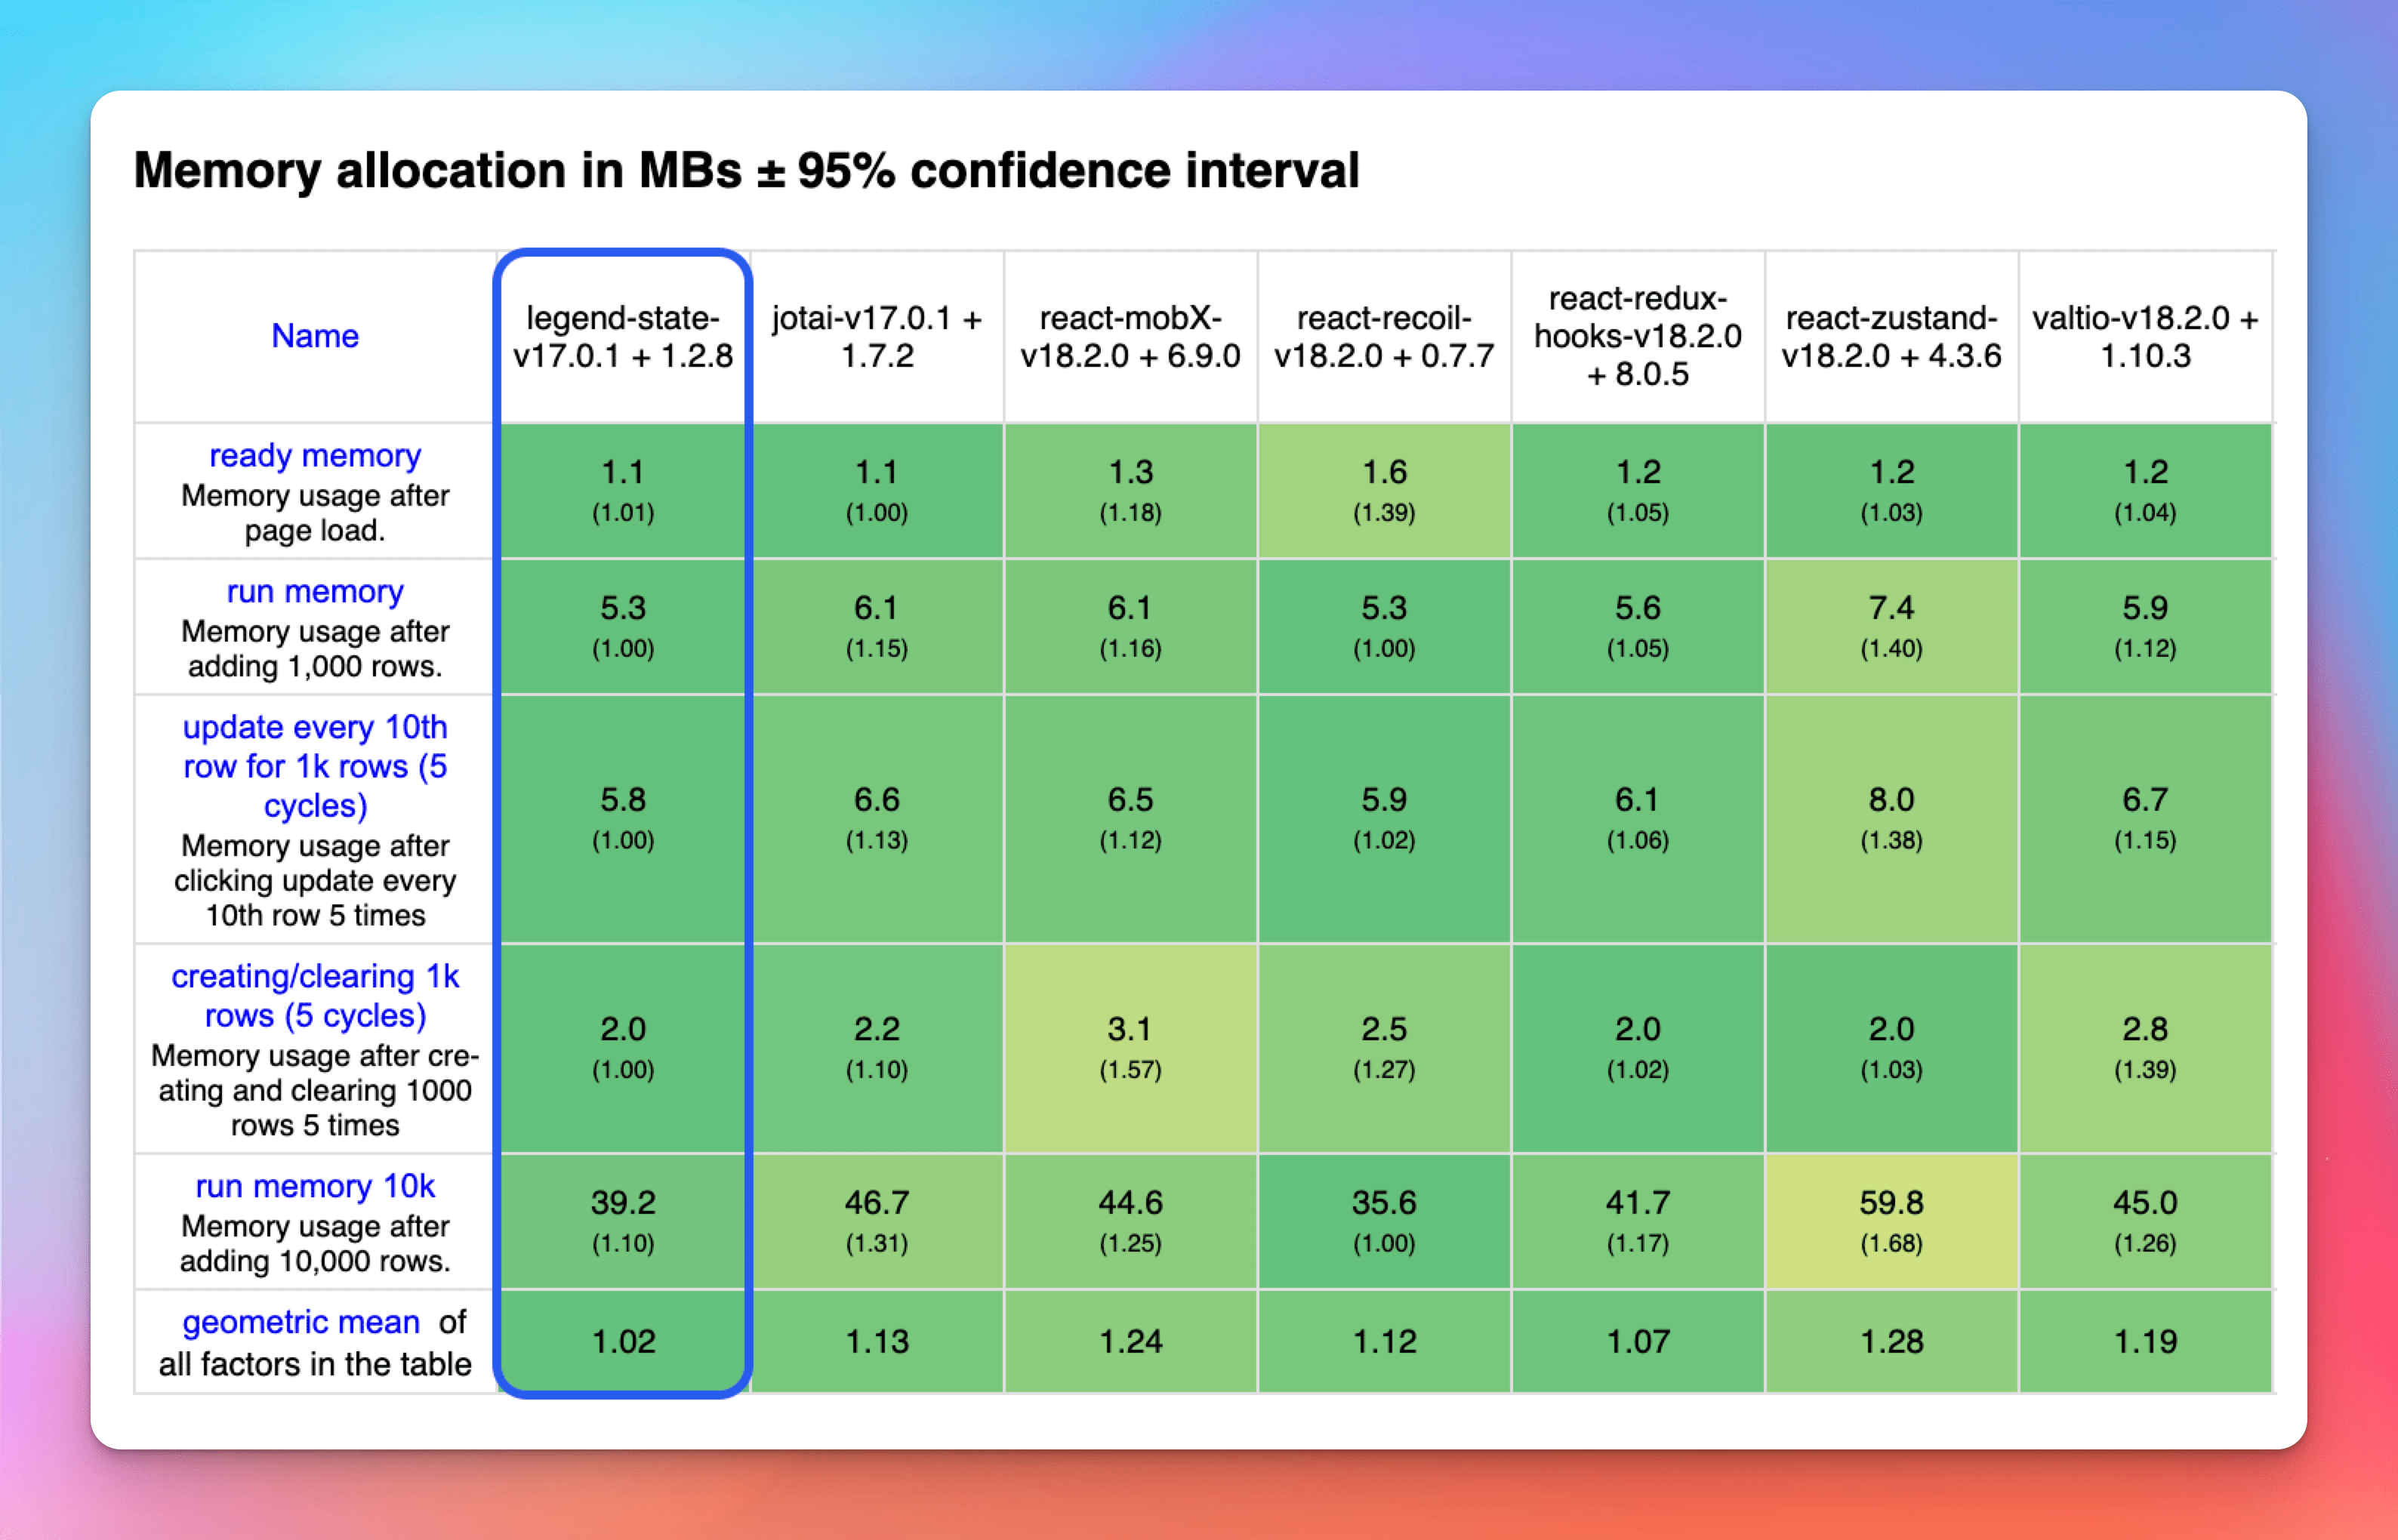 Memory allocation in MBs ± 95% confidence interval
Name
legend-state-
v17.0.1 + 1.2.8
jotai-v17.0.1 +
1.7.2
react-mobX-
v18.2.0 + 6.9.0
react-recoil-
v18.2.0 + 0.7.7
react-redux-
hooks-v18.2.0
+ 8.0.5
react-zustand-
v18.2.0 + 4.3.6
valtio-v18.2.0 +
1.10.3
ready memory
Memory usage after
page load.
1.1
(1.01)
1.1
(1.00)
1.3
(1.18)
1.6
(1.39)
1.2
(1.05)
1.2
(1.03)
1.2
(1.04)
run memory
Memory usage after
adding 1,000 rows.
5.3
(1.00)
6.1
(1.15)
6.1
(1.16)
5.3
(1.00)
5.6
(1.05)
7.4
(1.40)
5.9
(1.12)
update every 10th
row for 1k rows (5
cycles)
Memory usage after
clicking update every
10th row 5 times
5.8
(1.00)
6.6
(1.13)
6.5
(1.12)
5.9
(1.02)
6.1
(1.06)
8.0
(1.38)
6.7
(1.15)
creating/clearing 1k
rows (5 cycles)
Memory usage after cre-
ating and clearing 1000
rows 5 times
2.0
(1.00)
2.2
(1.10)
3.1
(1.57)
2.5
(1.27)
2.0
(1.02)
2.0
(1.03)
2.8
(1.39)
run memory 10k
Memory usage after
adding 10,000 rows.
39.2
(1.10)
46.7
(1.31)
44.6
(1.25)
35.6
(1.00)
41.7
(1.17)
59.8
(1.68)
45.0
(1.26)
geometric mean of
all factors in the table
1.02
1.13
1.24
1.12
1.07
1.28
1.19